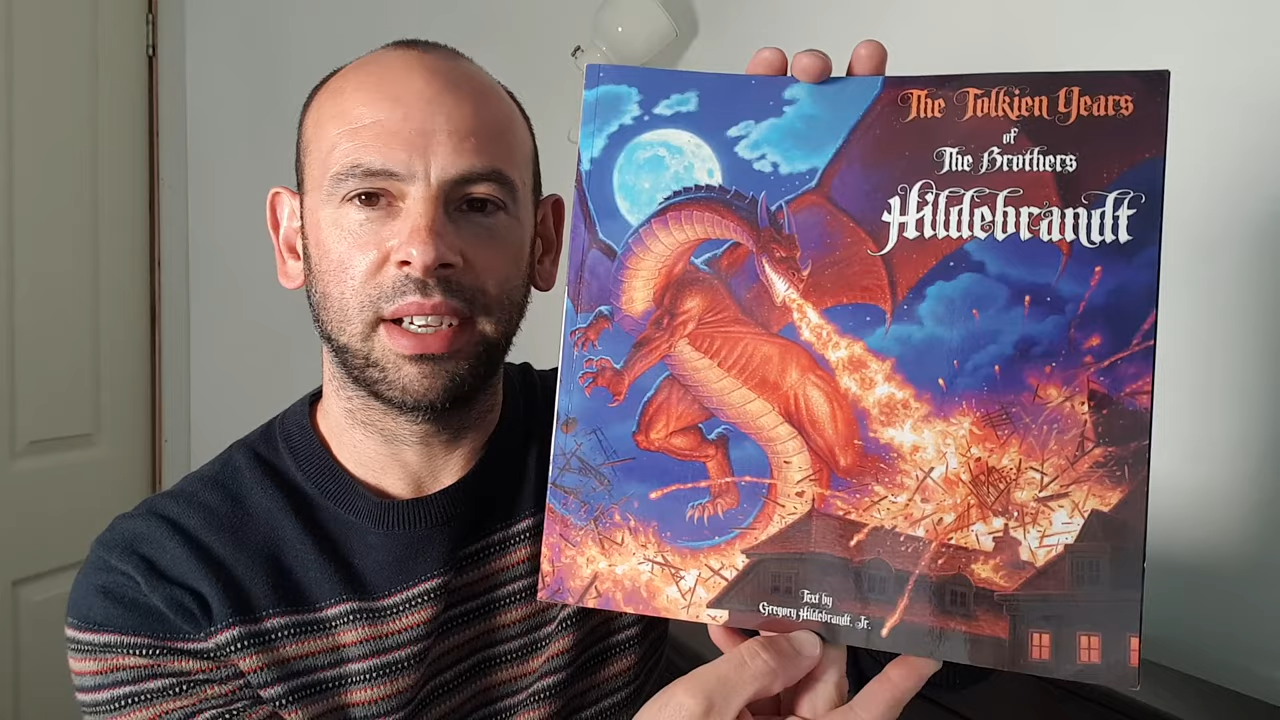 The Tolkien Years
of
The Brothers
Hildebrandt
Text by
Gregory Hildebrandt, Jr.